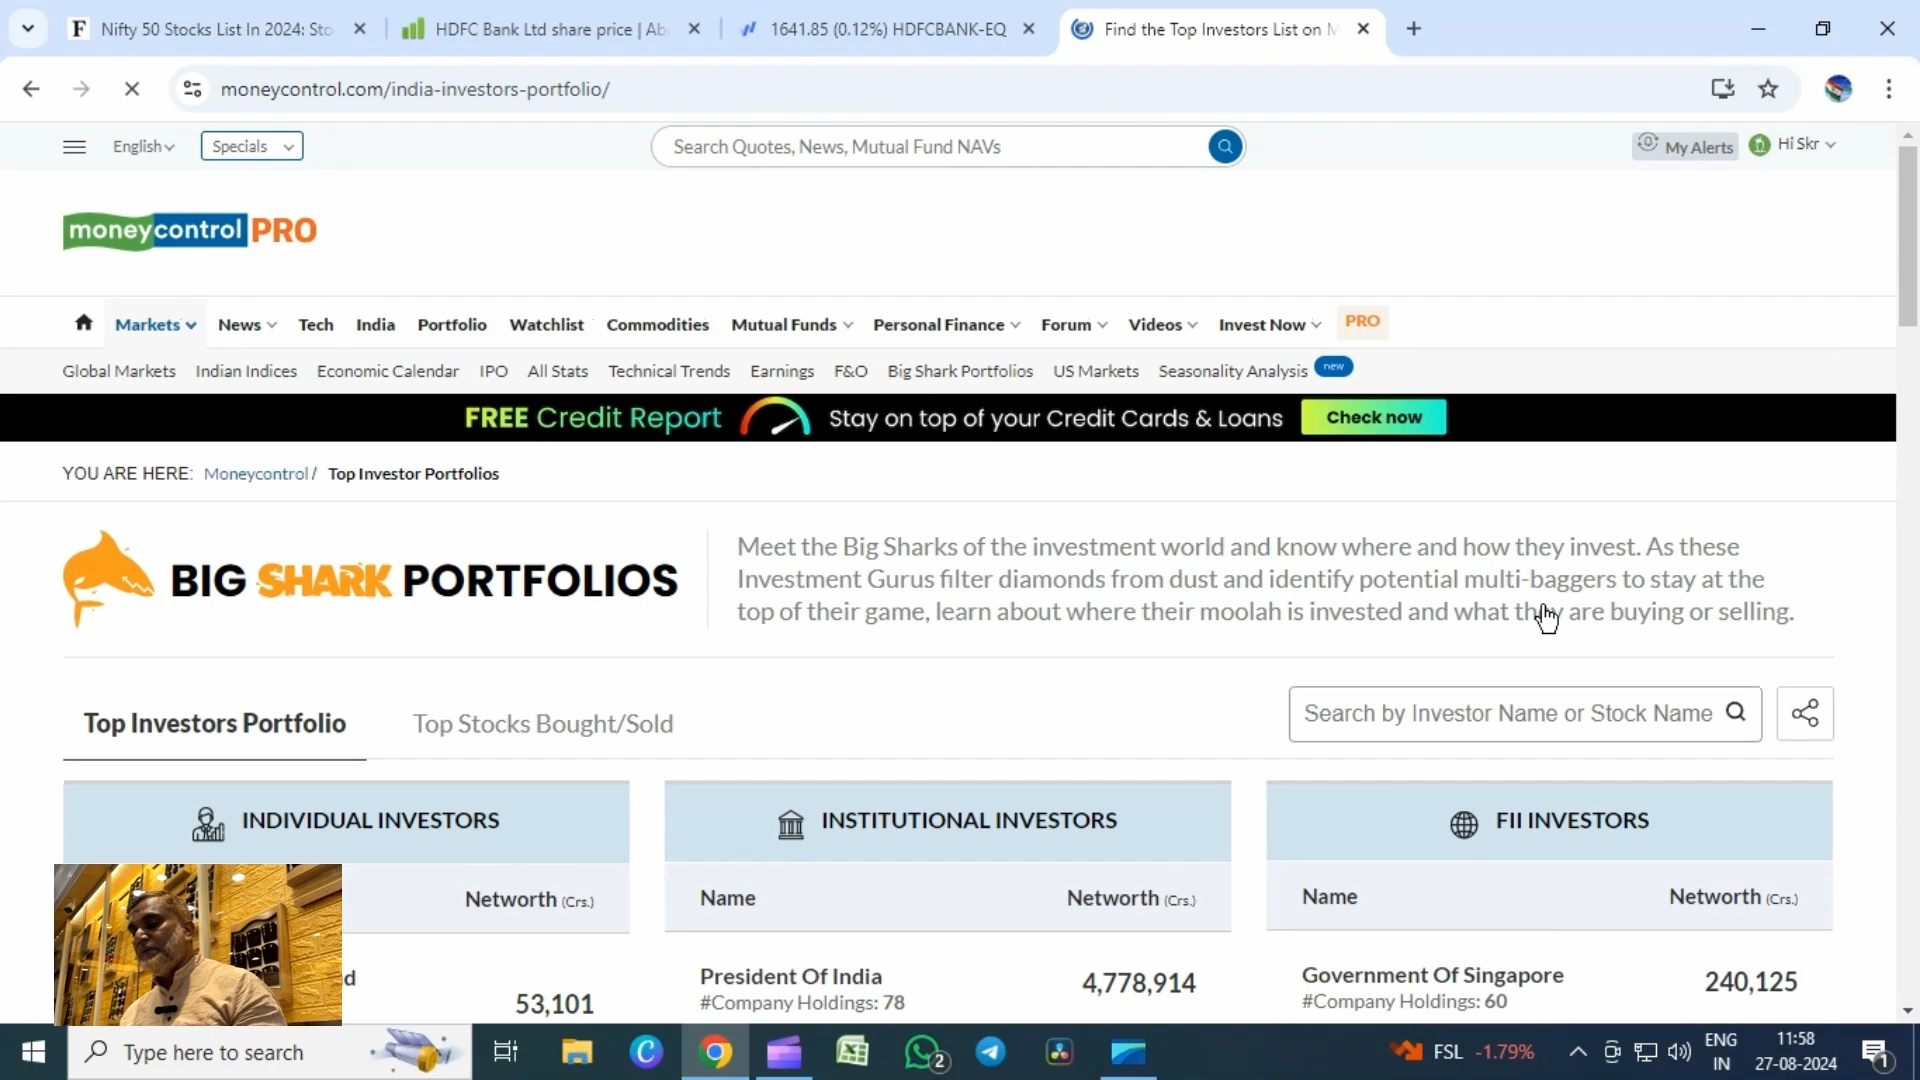 Nifty 50 Stocks List In 2024: Sto
HDFC Bank Ltd share price | Ab
1641.85 (0.12%) HDFCBANK-EQ
Find the Top Investors List on M
moneycontrol.com/india-investors-portfolio/
English
Specials
Search Quotes, News, Mutual Fund NAVs
My Alerts
Hi Skr
moneycontrol PRO
Markets
News
Tech
India
Portfolio
Watchlist
Commodities
Mutual Funds
Personal Finance
Forum
Videos
Invest Now
PRO
Global Markets
Indian Indices
Economic Calendar
IPO
All Stats
Technical Trends
Earnings
F&O
Big Shark Portfolios
US Markets
Seasonality Analysis
new
FREE Credit Report
Stay on top of your Credit Cards & Loans
Check now
YOU ARE HERE: Moneycontrol / Top Investor Portfolios
BIG SHARK PORTFOLIOS
Meet the Big Sharks of the investment world and know where and how they invest. As these
Investment Gurus filter diamonds from dust and identify potential multi-baggers to stay at the
top of their game, learn about where their moolah is invested and what they are buying or selling.
Top Investors Portfolio
Top Stocks Bought/Sold
Search by Investor Name or Stock Name
INDIVIDUAL INVESTORS
Networth (Crs.)
d
53,101
INSTITUTIONAL INVESTORS
Name
Networth (Crs.)
President Of India
4,778,914
#Company Holdings: 78
FII INVESTORS
Name
Networth (Crs.)
Government Of Singapore
240,125
#Company Holdings: 60
Type here to search
2
FSL -1.79%
ENG
IN
11:58
27-08-2024
1